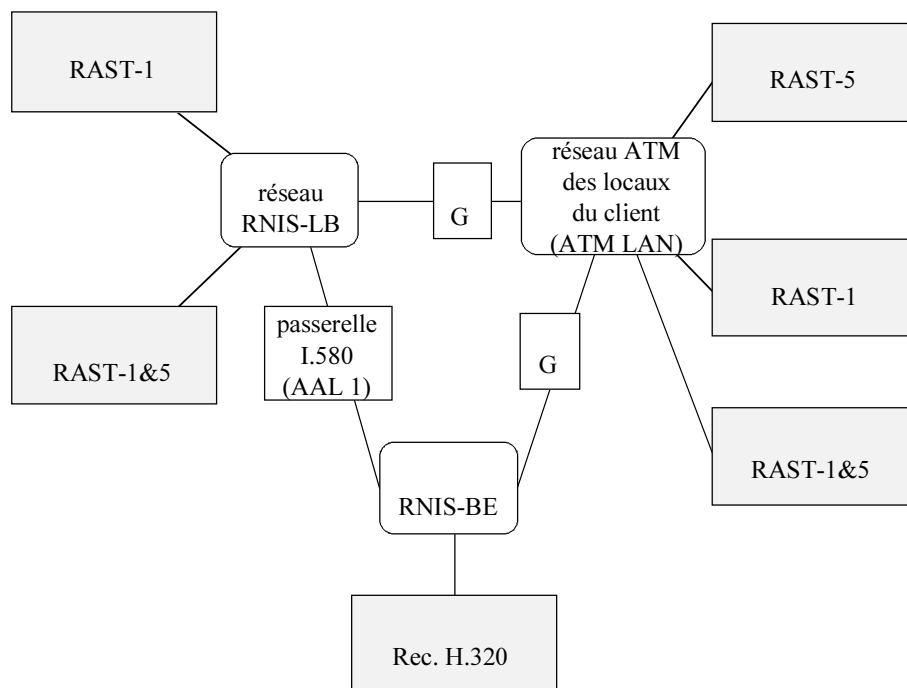 RAST-1
RAST-5
réseau
RNIS-LB
G
réseau ATM
des locaux
du client
(ATM LAN)
RAST-1
RAST-1&5
passerelle
I.580
(AAL 1)
G
RAST-1&5
RNIS-BE
Rec. H.320